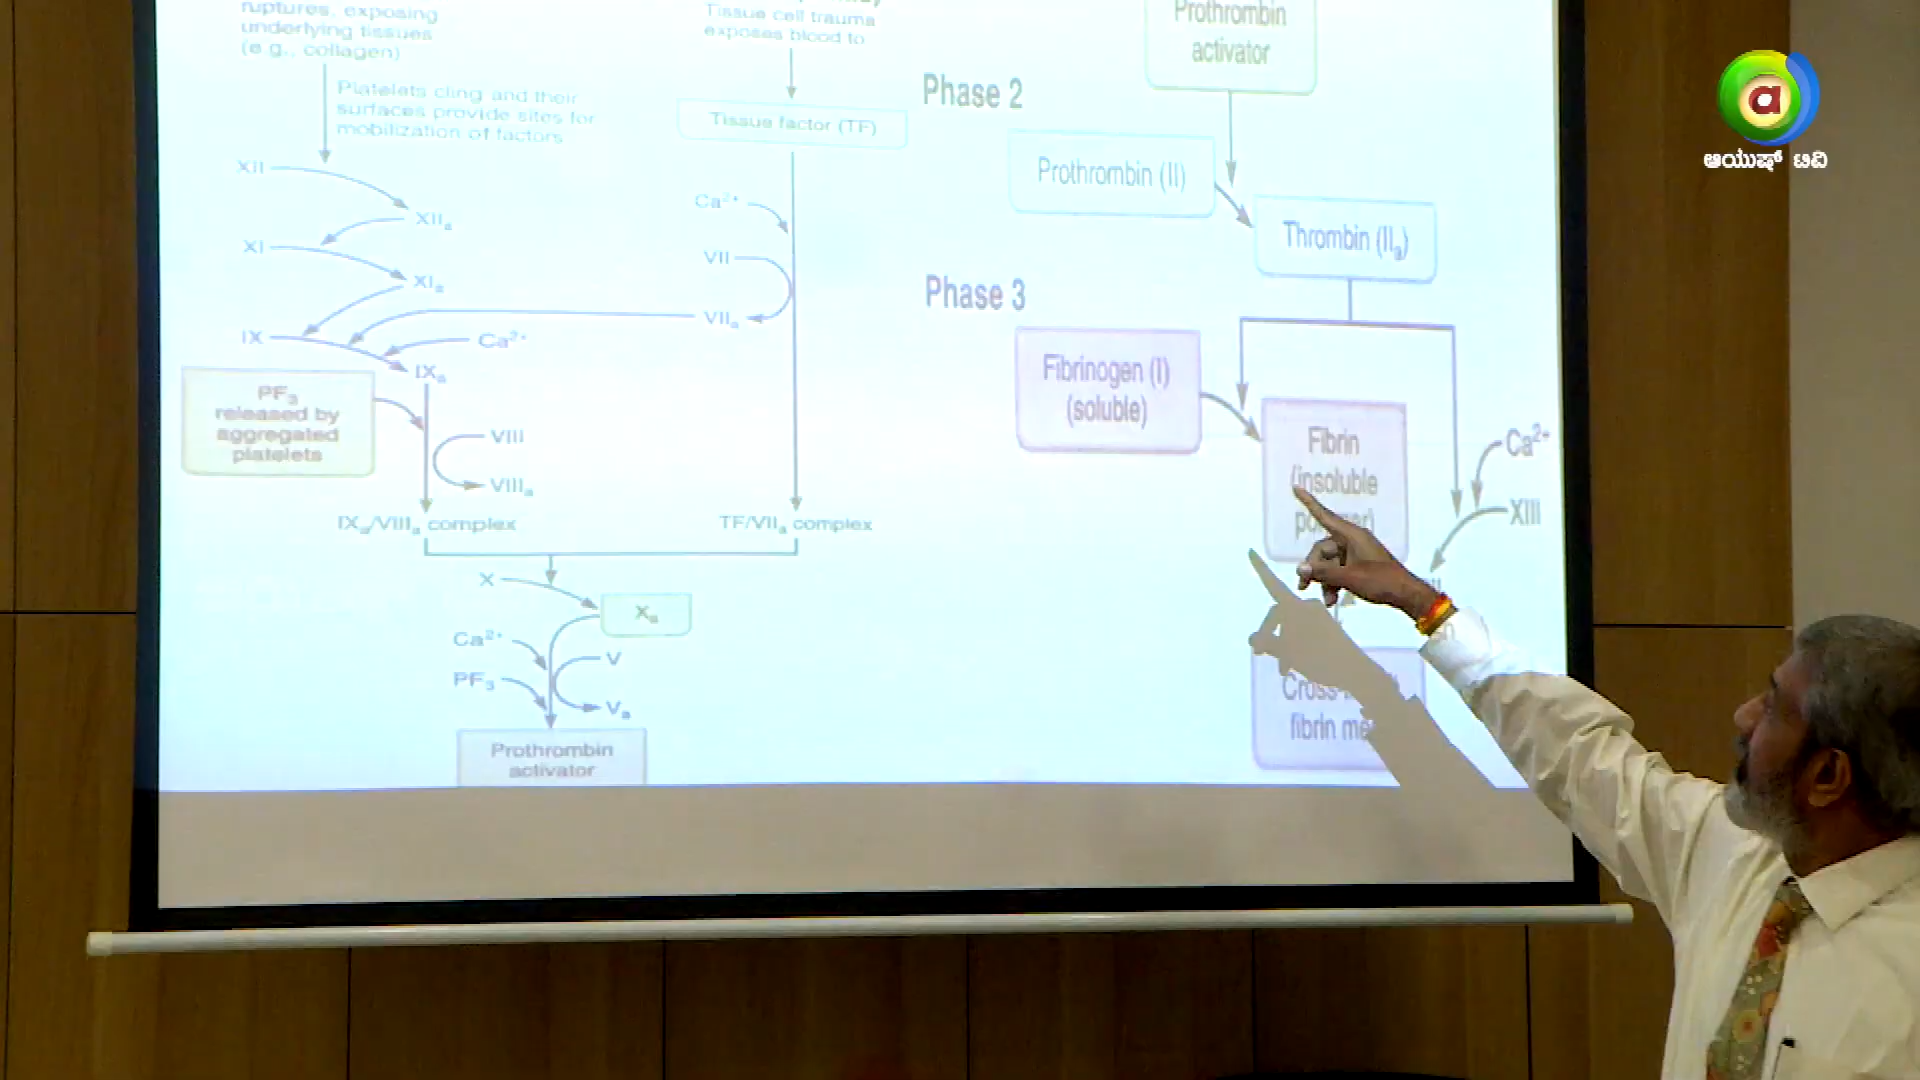 ruptures, exposing
underlying tissues
(e.g., collagen)
Platelets cling and their
surfaces provide sites for
mobilization of factors
XII
XIIa
XI
XIa
IX
Ca2+
IXa
PF3
released by
aggregated
platelets
VIII
VIIIa
IXa/VIIIa complex
Tissue cell trauma
exposes blood to
Tissue factor (TF)
Ca2+
VII
VIIa
TF/VIIa complex
X
Xa
Ca2+
PF3
V
Va
Prothrombin
activator
Prothrombin
activator
Phase 2
Prothrombin (II)
Thrombin (IIa)
Phase 3
Fibrinogen (I)
(soluble)
Fibrin
(insoluble
Ca2+
XIII
fibrin
a
ಆಯುಷ್ ಟಿವಿ